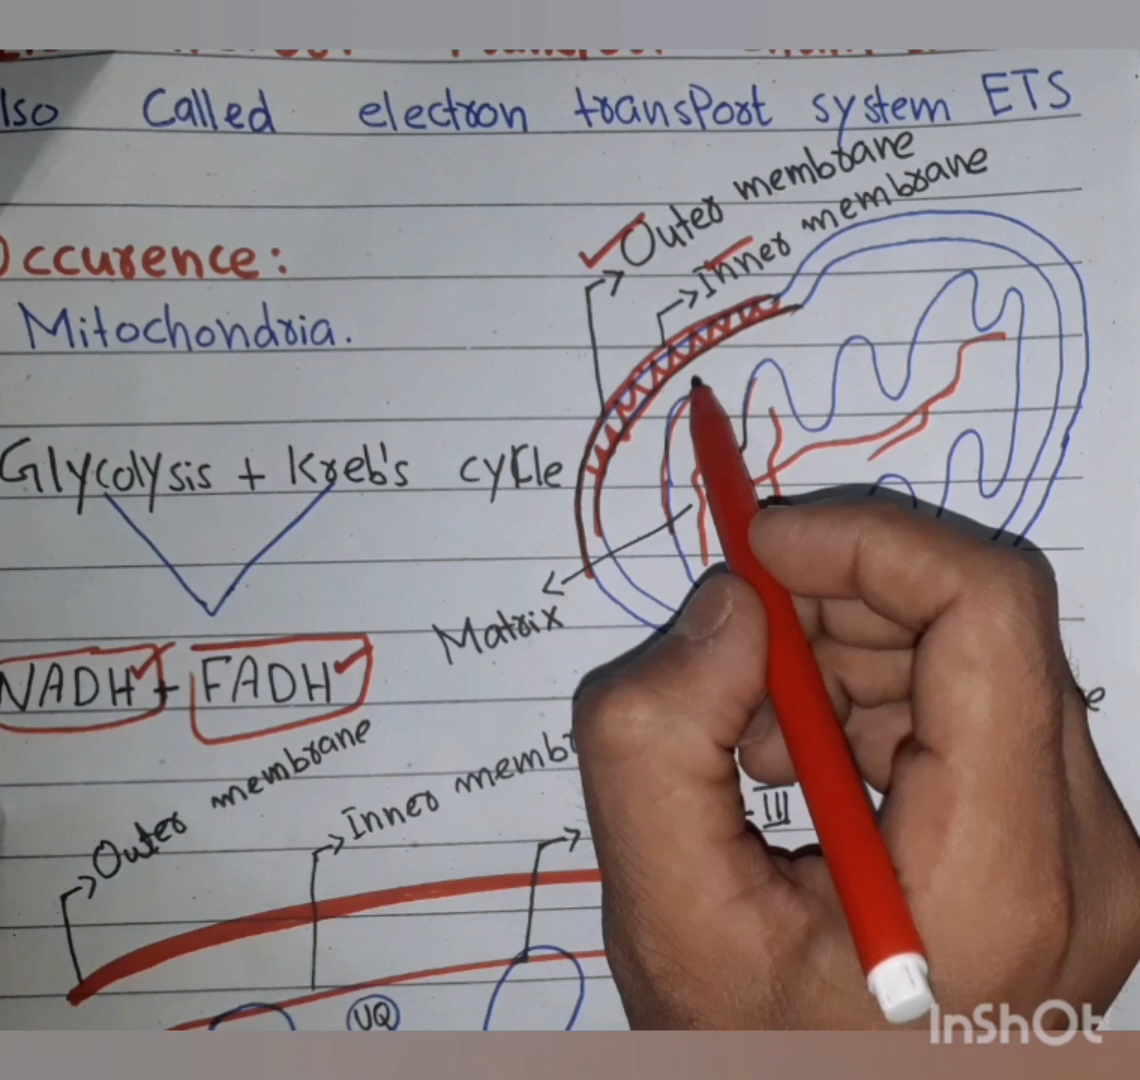 lso Called electron transport system ETS
Outer membrane
Inner membrane
Occurence:
Mitochondria.
Glycolysis + Kreb's cycle
Matrix
NADH + FADH
Outer membrane
Inner
III
UQ
InShOt